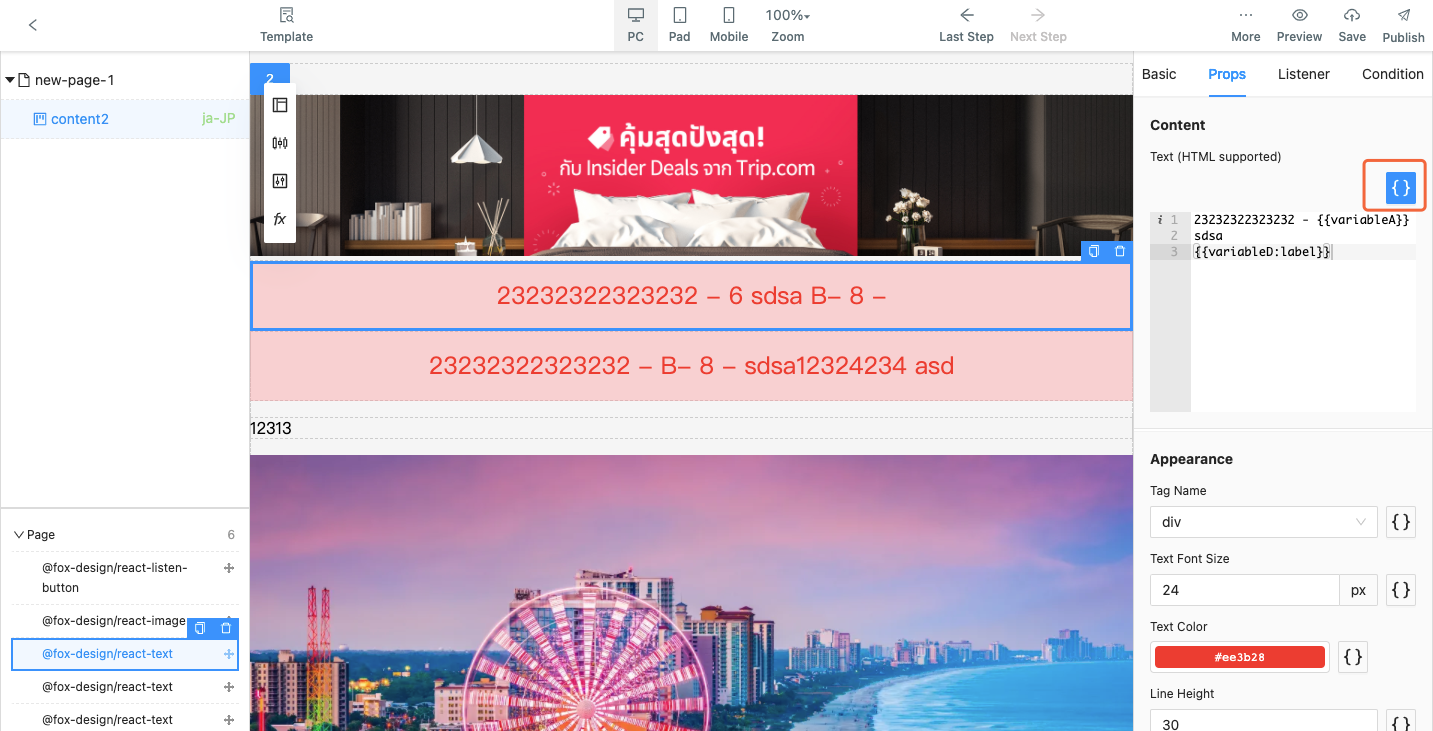 Template
PC
Pad
Mobile
100%
Zoom
Last Step
Next Step
More
Preview
Save
Publish
new-page-1
content2
ja-JP
Page
6
@fox-design/react-listen-
button
@fox-design/react-image
@fox-design/react-text
@fox-design/react-text
@fox-design/react-text
2
fx
คุ้มสุดปังสุด!
กับ Insider Deals จาก Trip.com
23232322323232 – 6 sdsa B– 8 –
23232322323232 – B– 8 – sdsa12324234 asd
12313
Basic
Props
Listener
Condition
Content
Text (HTML supported)
{}
i 1 23232322323232 - {{variableA}}
2 sdsa
3 {{variableD:label}}
Appearance
Tag Name
div
{}
Text Font Size
24
px
{}
Text Color
#ee3b28
{}
Line Height
30
{}